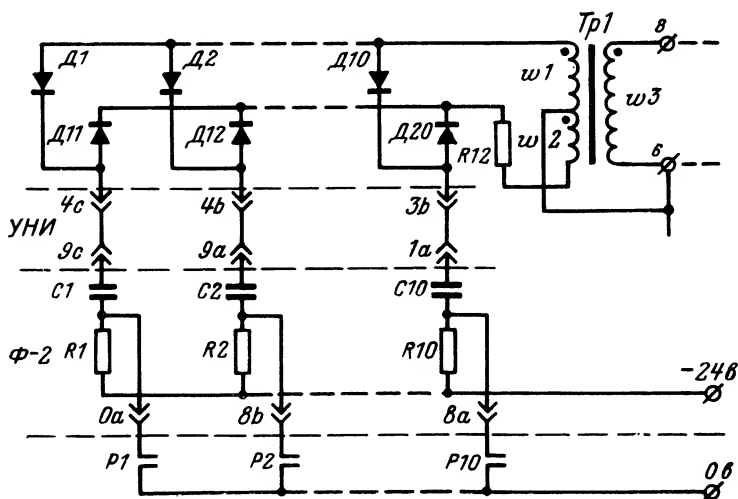 Тр1
Д1 Д2 Д10 w1 w3 8
Д11 Д12 Д20 R12 w2
6
4c 4b 3b
УНИ
9c 9a 1a
C1 C2 C10
Ф-2 R1 R2 R10
-24в
0a 8b 8a
P1 P2 P10
0в